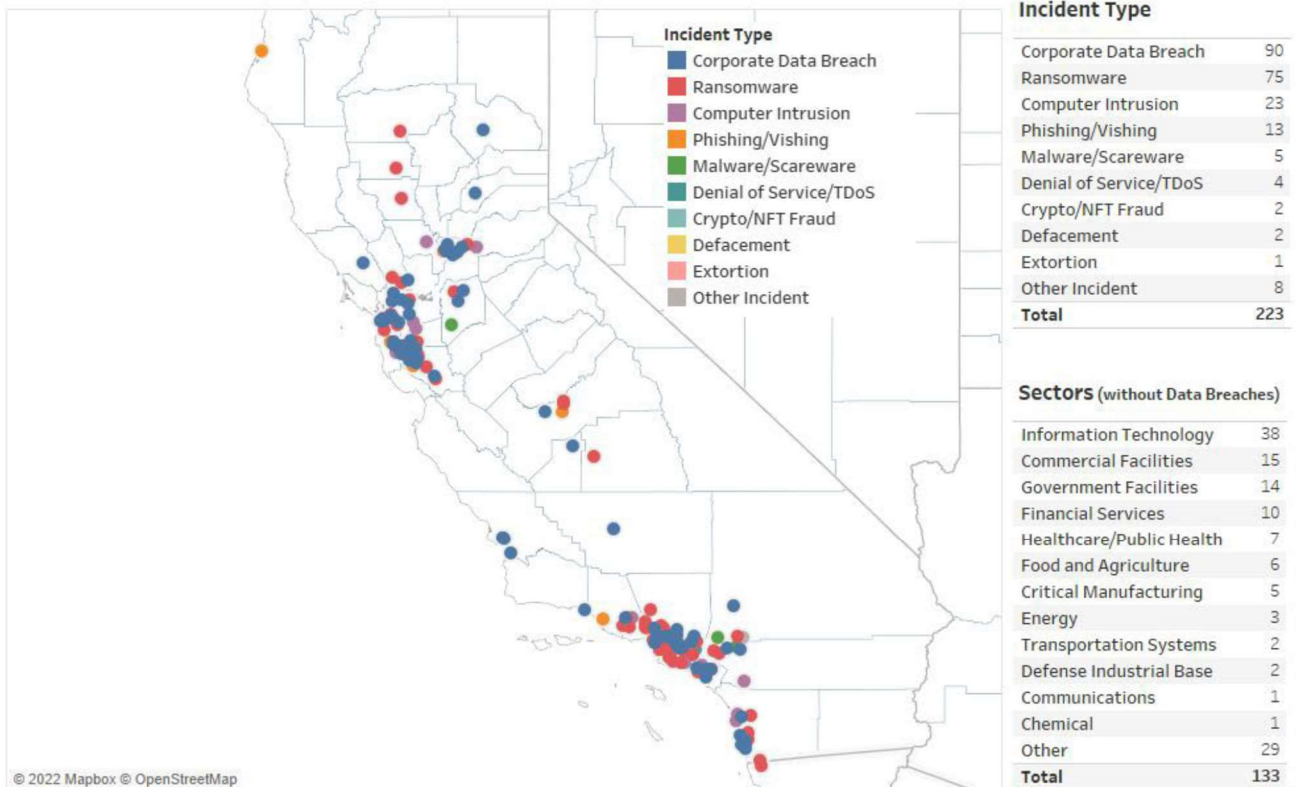 Incident Type
Corporate Data Breach
Ransomware
Computer Intrusion
Phishing/Vishing
Malware/Scareware
Denial of Service/TDoS
Crypto/NFT Fraud
Defacement
Extortion
Other Incident
© 2022 Mapbox © OpenStreetMap
Incident Type
Corporate Data Breach 90
Ransomware 75
Computer Intrusion 23
Phishing/Vishing 13
Malware/Scareware 5
Denial of Service/TDoS 4
Crypto/NFT Fraud 2
Defacement 2
Extortion 1
Other Incident 8
Total 223
Sectors (without Data Breaches)
Information Technology 38
Commercial Facilities 15
Government Facilities 14
Financial Services 10
Healthcare/Public Health 7
Food and Agriculture 6
Critical Manufacturing 5
Energy 3
Transportation Systems 2
Defense Industrial Base 2
Communications 1
Chemical 1
Other 29
Total 133